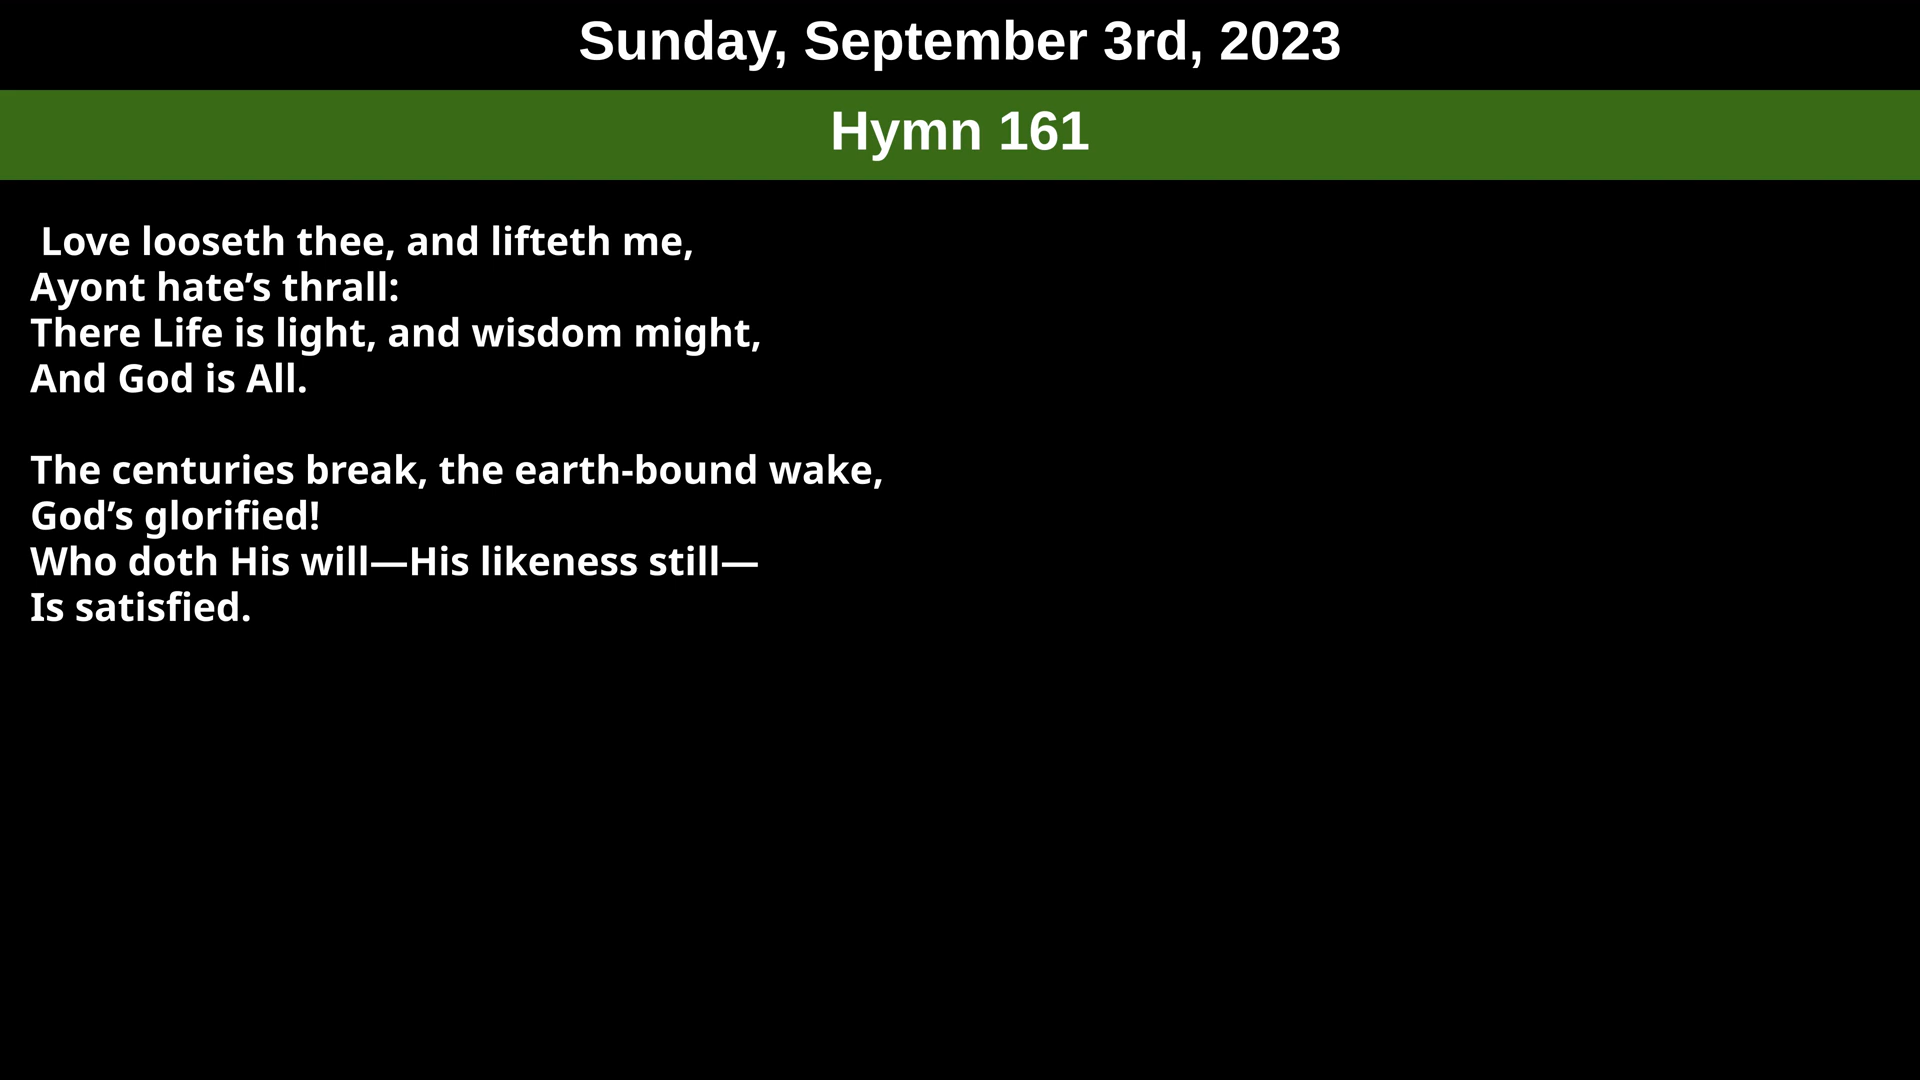 Sunday, September 3rd, 2023
Hymn 161
Love looseth thee, and lifteth me,
Ayont hate’s thrall:
There Life is light, and wisdom might,
And God is All.
The centuries break, the earth-bound wake,
God’s glorified!
Who doth His will—His likeness still—
Is satisfied.